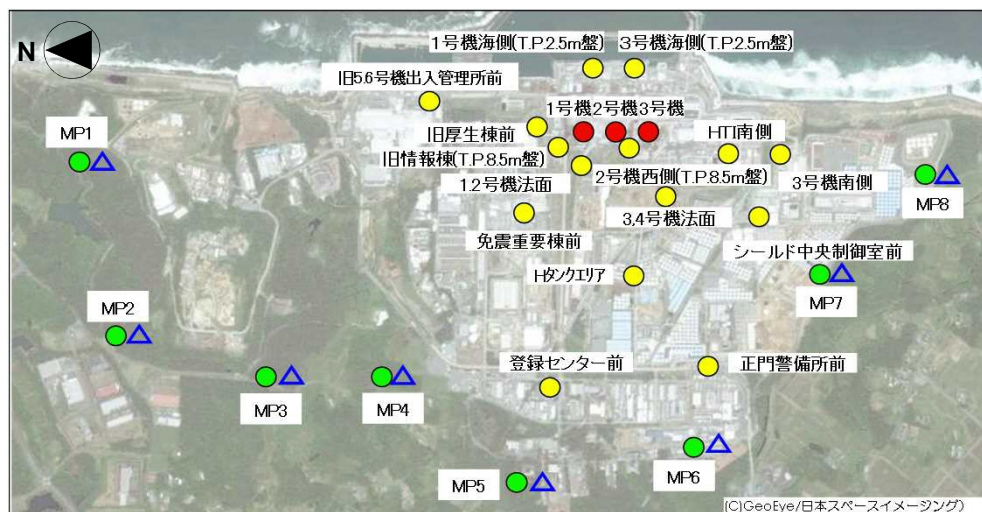 N
1号機海側(T.P.2.5m盤)
3号機海側(T.P.2.5m盤)
旧5.6号機出入管理所前
1号機2号機3号機
MP1
旧厚生棟前
HTI南側
旧情報棟(T.P.8.5m盤)
2号機西側(T.P.8.5m盤)
3号機南側
1.2号機法面
MP8
3,4号機法面
免震重要棟前
シールド中央制御室前
Hタンクエリア
MP7
MP2
登録センター前
正門警備所前
MP3
MP4
MP6
MP5
(C)GeoEye/日本スペースイメージング)